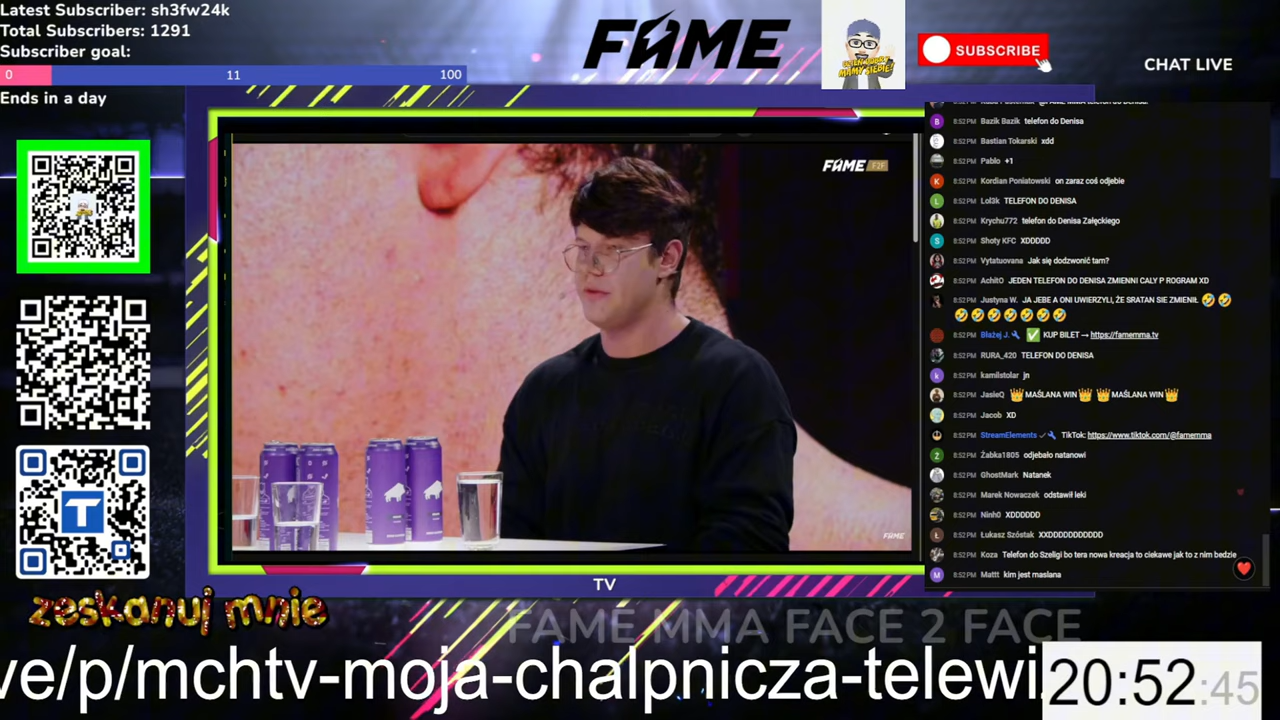 Latest Subscriber: sh3fw24k
Total Subscribers: 1291
Subscriber goal:
0 11 100
Ends in a day
FAME
MAMY CIEBIE!
SUBSCRIBE
CHAT LIVE
FAME F2F
8:52PM Bazik Bazik telefon do Denisa
8:52PM Bastian Tokarski xdd
8:52PM Pablo +1
8:52PM Kordian Poniatowski on zaraz coś odjebie
8:52PM Lol3k TELEFON DO DENISA
8:52PM Krychu772 telefon do Denisa Załęckiego
8:52PM Shoty KFC XDDDDD
8:52PM Vytatuovana Jak się dodzwonić tam?
8:52PM AchitO JEDEN TELEFON DO DENISA ZMIENNI CALY P ROGRAM XD
8:52PM Justyna W. JA JEBE A ONI UWIERZYLI, ŻE SRATAN SIE ZMIENIŁ 🤣🤣
🤣🤣🤣🤣🤣🤣🤣
8:52PM Błażej J. ✅ KUP BILET → https://famemma.tv
8:52PM RURA_420 TELEFON DO DENISA
8:52PM kamilstolar jn
8:52PM JasieQ 👑MAŚLANA WIN👑 👑MAŚLANA WIN👑
8:52PM Jacob XD
8:52PM StreamElements TikTok: https://www.tiktok.com/@famemma
8:52PM Żabka1805 odjebało natanowi
8:52PM GhostMark Natanek
8:52PM Marek Nowaczek odstawił leki
8:52PM Ninh0 XDDDDDD
8:52PM Łukasz Szóstak XXDDDDDDDDDDD
8:52PM Koza Telefon do Szeligi bo tera nowa kreacja to ciekawe jak to z nim bedzie
8:52PM Mattt kim jest maslana
FAME
T
TV
zeskanuj mnie
FAME MMA FACE 2 FACE
ve/p/mchtv-moja-chalpnicza-telewi
20:52:45